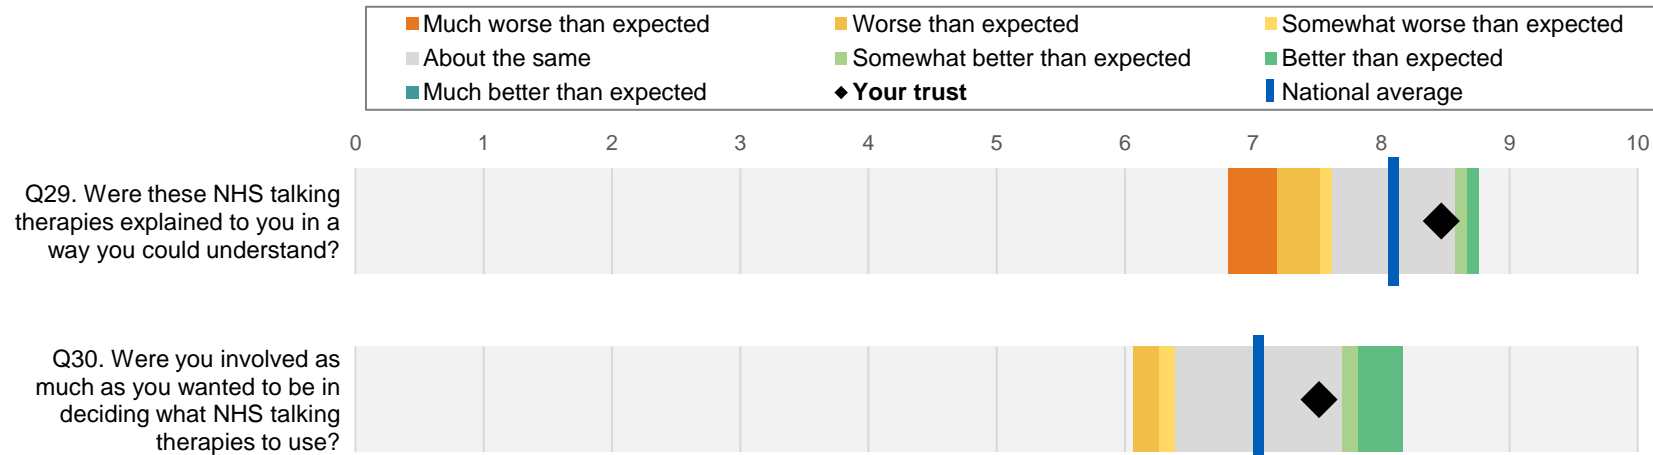 Much worse than expected
Worse than expected
Somewhat worse than expected
About the same
Somewhat better than expected
Better than expected
Much better than expected
Your trust
National average
0 1 2 3 4 5 6 7 8 9 10
Q29. Were these NHS talking
therapies explained to you in a
way you could understand?
Q30. Were you involved as
much as you wanted to be in
deciding what NHS talking
therapies to use?